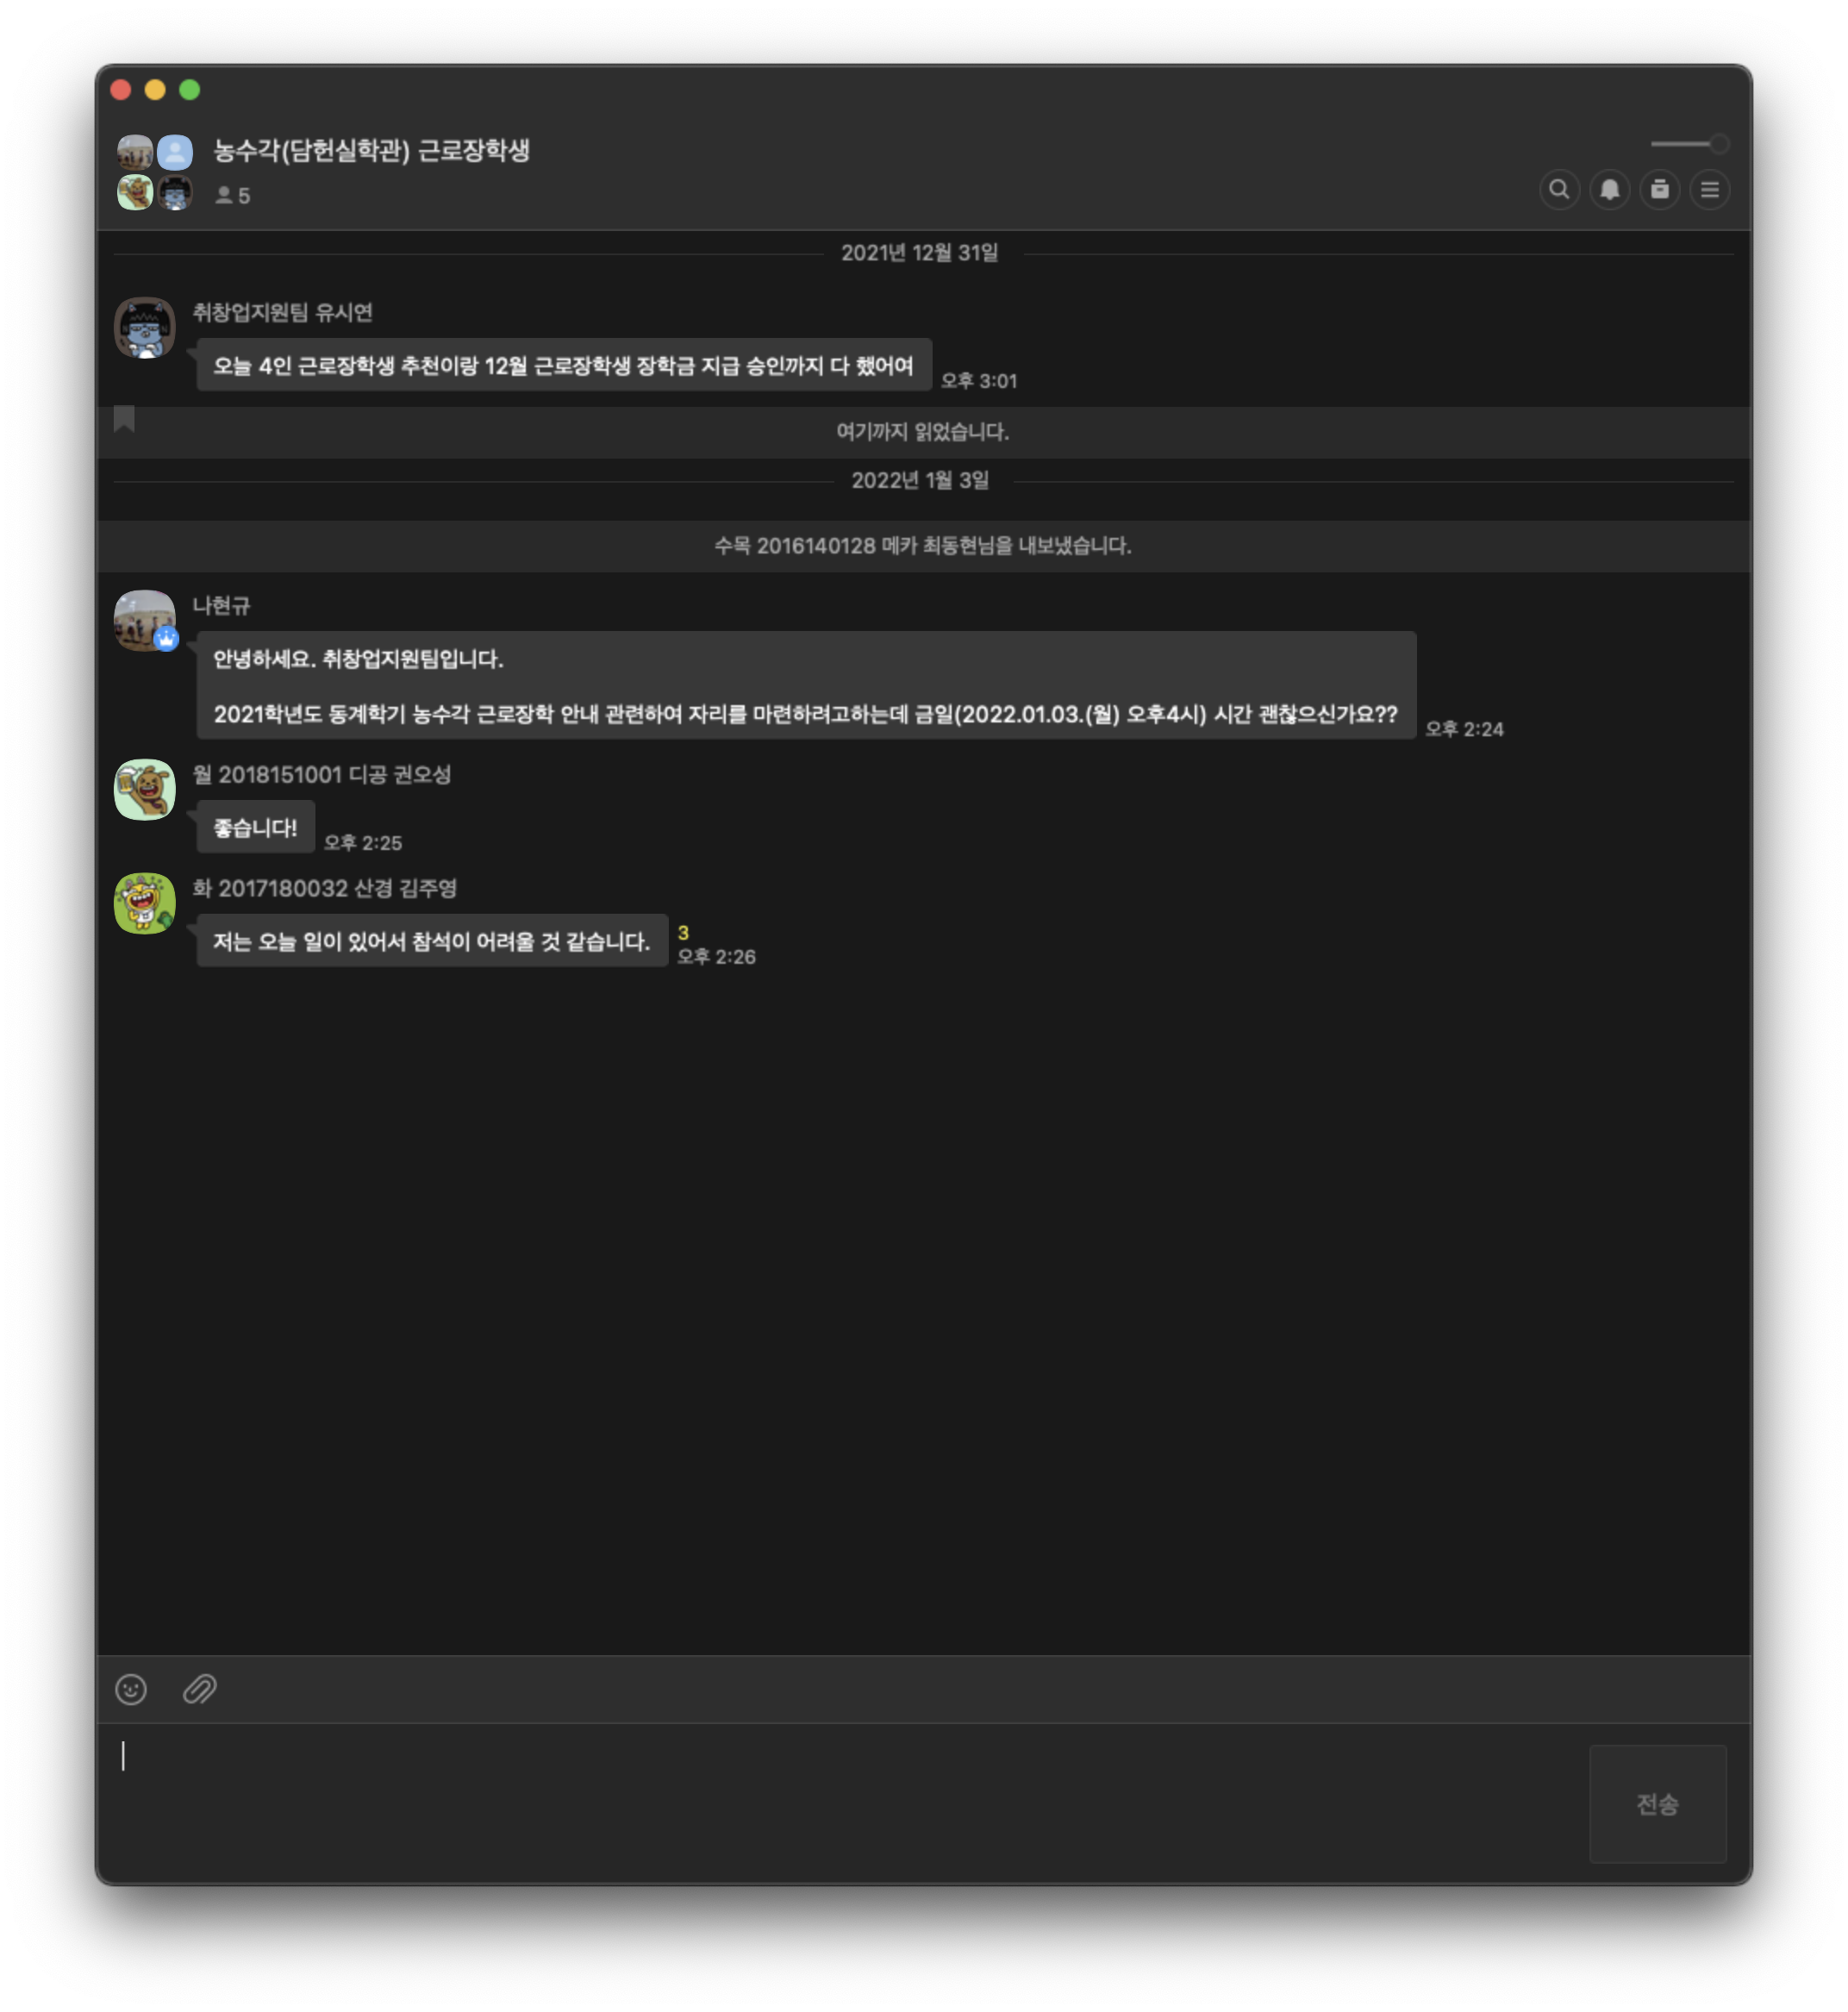 농수각(담헌실학관) 근로장학생
5
2021년 12월 31일
취창업지원팀 유시연
오늘 4인 근로장학생 추천이랑 12월 근로장학생 장학금 지급 승인까지 다 했어여
오후 3:01
여기까지 읽었습니다.
2022년 1월 3일
수목 2016140128 메카 최동현님을 내보냈습니다.
나현규
안녕하세요. 취창업지원팀입니다.
2021학년도 동계학기 농수각 근로장학 안내 관련하여 자리를 마련하려고하는데 금일(2022.01.03.(월) 오후4시) 시간 괜찮으신가요??
오후 2:24
월 2018151001 디공 권오성
좋습니다!
오후 2:25
화 2017180032 산경 김주영
저는 오늘 일이 있어서 참석이 어려울 것 같습니다.
3
오후 2:26
전송